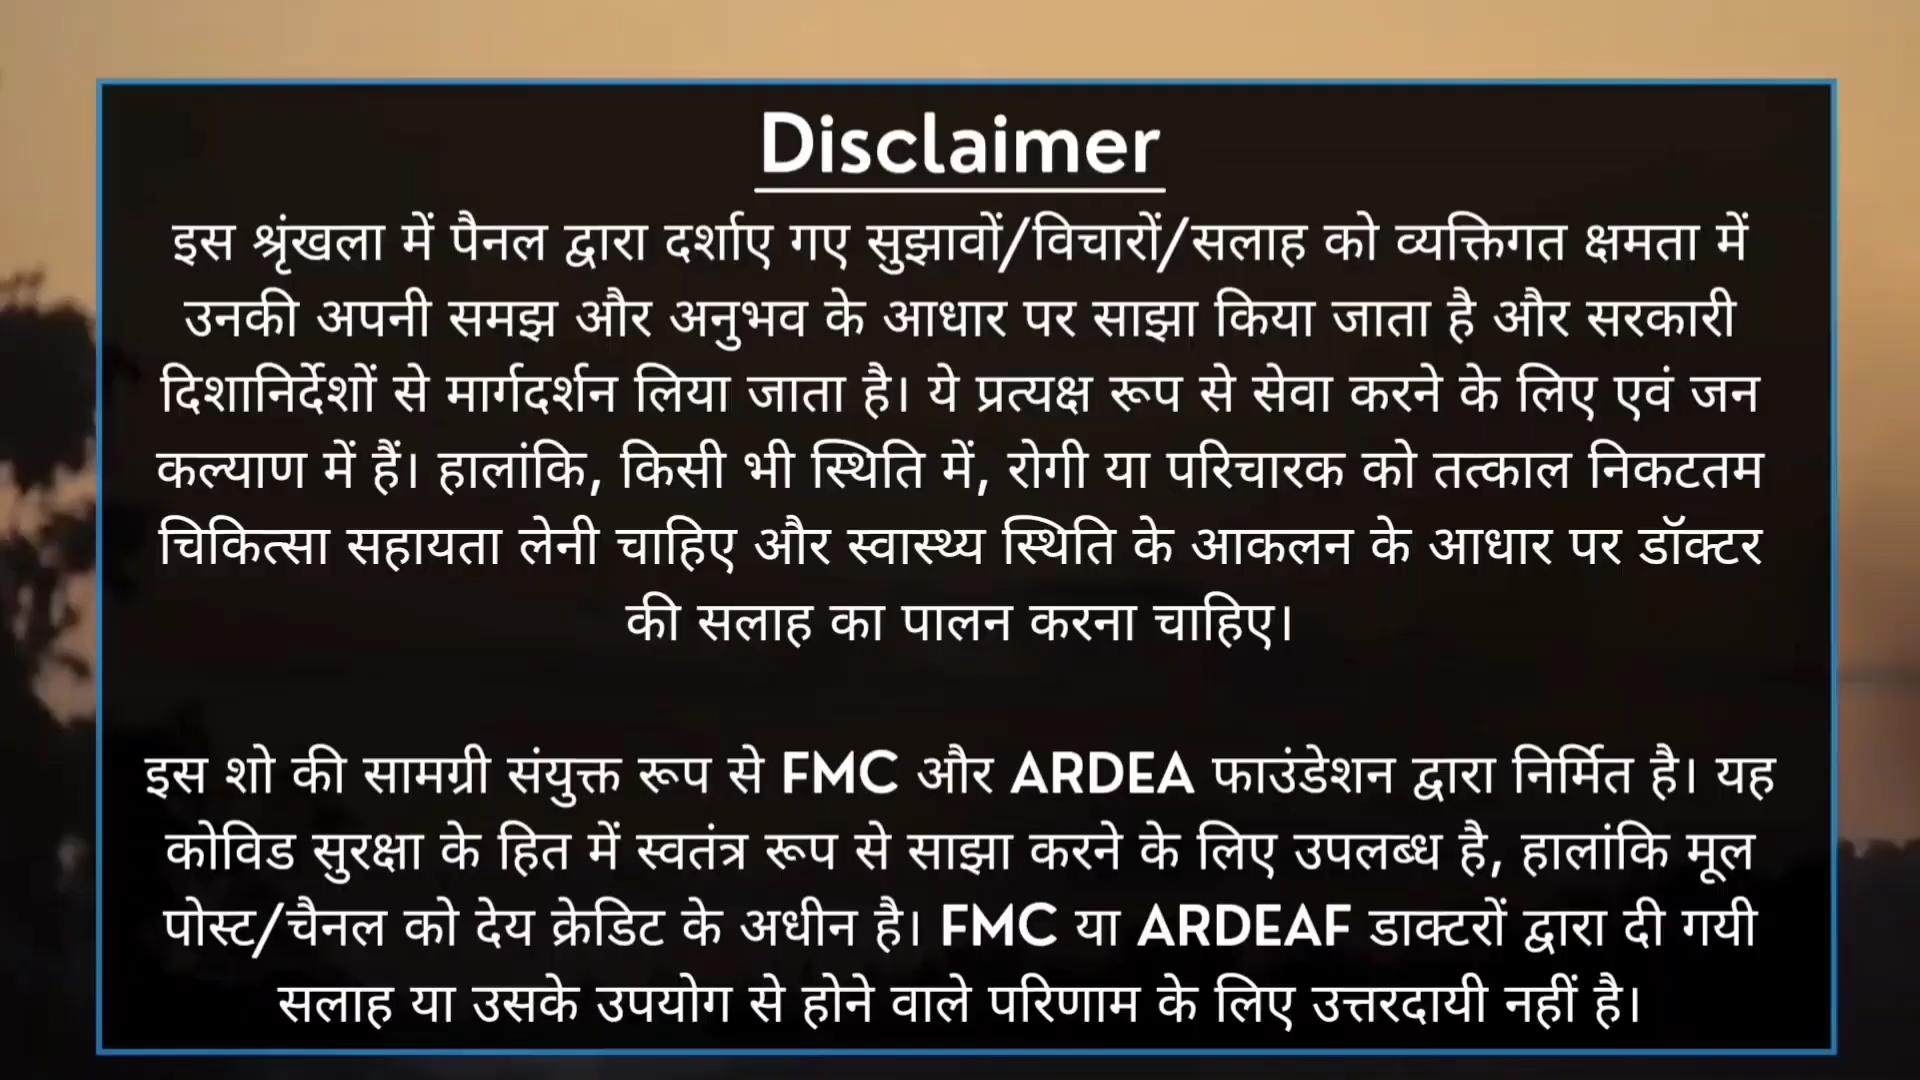 Disclaimer
इस श्रृंखला में पैनल द्वारा दर्शाए गए सुझावों/विचारों/सलाह को व्यक्तिगत क्षमता में
उनकी अपनी समझ और अनुभव के आधार पर साझा किया जाता है और सरकारी
दिशानिर्देशों से मार्गदर्शन लिया जाता है। ये प्रत्यक्ष रूप से सेवा करने के लिए एवं जन
कल्याण में हैं। हालांकि, किसी भी स्थिति में, रोगी या परिचारक को तत्काल निकटतम
चिकित्सा सहायता लेनी चाहिए और स्वास्थ्य स्थिति के आकलन के आधार पर डॉक्टर
की सलाह का पालन करना चाहिए।
इस शो की सामग्री संयुक्त रूप से FMC और ARDEA फाउंडेशन द्वारा निर्मित है। यह
कोविड सुरक्षा के हित में स्वतंत्र रूप से साझा करने के लिए उपलब्ध है, हालांकि मूल
पोस्ट/चैनल को देय क्रेडिट के अधीन है। FMC या ARDEAF डाक्टरों द्वारा दी गयी
सलाह या उसके उपयोग से होने वाले परिणाम के लिए उत्तरदायी नहीं है।